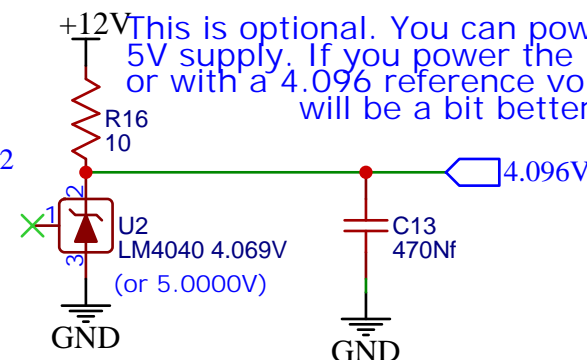 +12V
This is optional. You can pow
5V supply. If you power the
or with a 4.096 reference vo
will be a bit better
R16
10
2
2
4.096V
1
U2
LM4040 4.069V
3
(or 5.0000V)
C13
470Nf
GND
GND